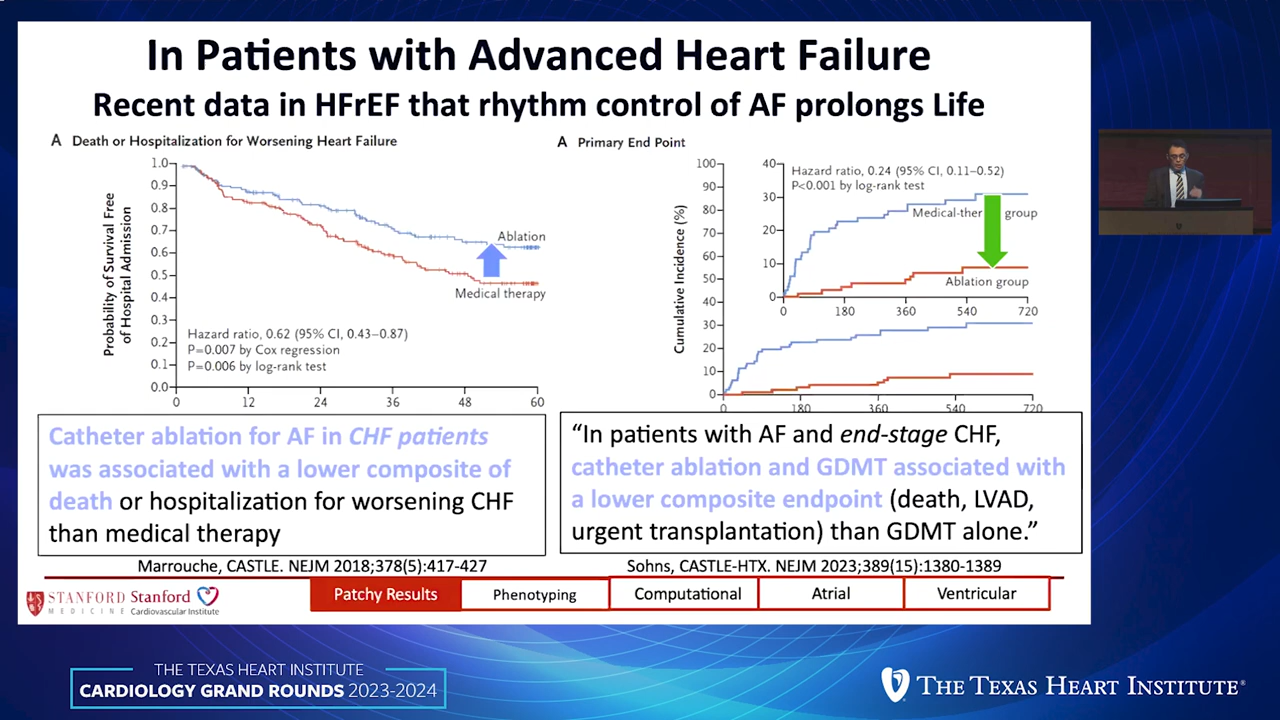 In Patients with Advanced Heart Failure
Recent data in HFrEF that rhythm control of AF prolongs Life
A Death or Hospitalization for Worsening Heart Failure
Probability of Survival Free
of Hospital Admission
1.0
0.9
0.8
0.7
0.6
0.5
0.4
0.3
0.2
0.1
0.0
Ablation
Medical therapy
Hazard ratio, 0.62 (95% CI, 0.43–0.87)
P=0.007 by Cox regression
P=0.006 by log-rank test
0 12 24 36 48 60
A Primary End Point
Cumulative Incidence (%)
100
90
80
70
60
50
40
30
20
10
0
40
30
20
10
0
Hazard ratio, 0.24 (95% CI, 0.11–0.52)
P<0.001 by log-rank test
Medical-ther group
Ablation group
0 180 360 540 720
0 180 360 540 720
Catheter ablation for AF in CHF patients
was associated with a lower composite of
death or hospitalization for worsening CHF
than medical therapy
“In patients with AF and end-stage CHF,
catheter ablation and GDMT associated with
a lower composite endpoint (death, LVAD,
urgent transplantation) than GDMT alone.”
Marrouche, CASTLE. NEJM 2018;378(5):417-427
Sohns, CASTLE-HTX. NEJM 2023;389(15):1380-1389
STANFORD
MEDICINE
Stanford
Cardiovascular Institute
Patchy Results
Phenotyping
Computational
Atrial
Ventricular
THE TEXAS HEART INSTITUTE
CARDIOLOGY GRAND ROUNDS 2023-2024
THE TEXAS HEART INSTITUTE®